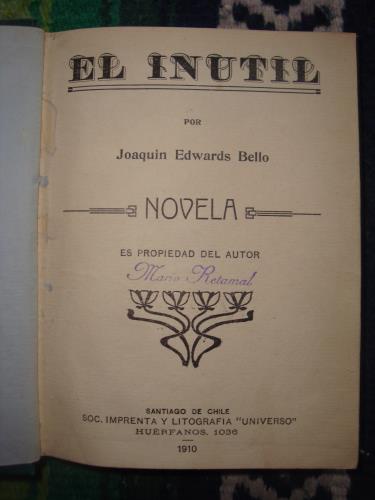 EL INUTIL
POR
Joaquin Edwards Bello
NOVELA
ES PROPIEDAD DEL AUTOR
Mario Retamal
SANTIAGO DE CHILE
SOC. IMPRENTA Y LITOGRAFIA "UNIVERSO"
HUÉRFANOS, 1036
1910